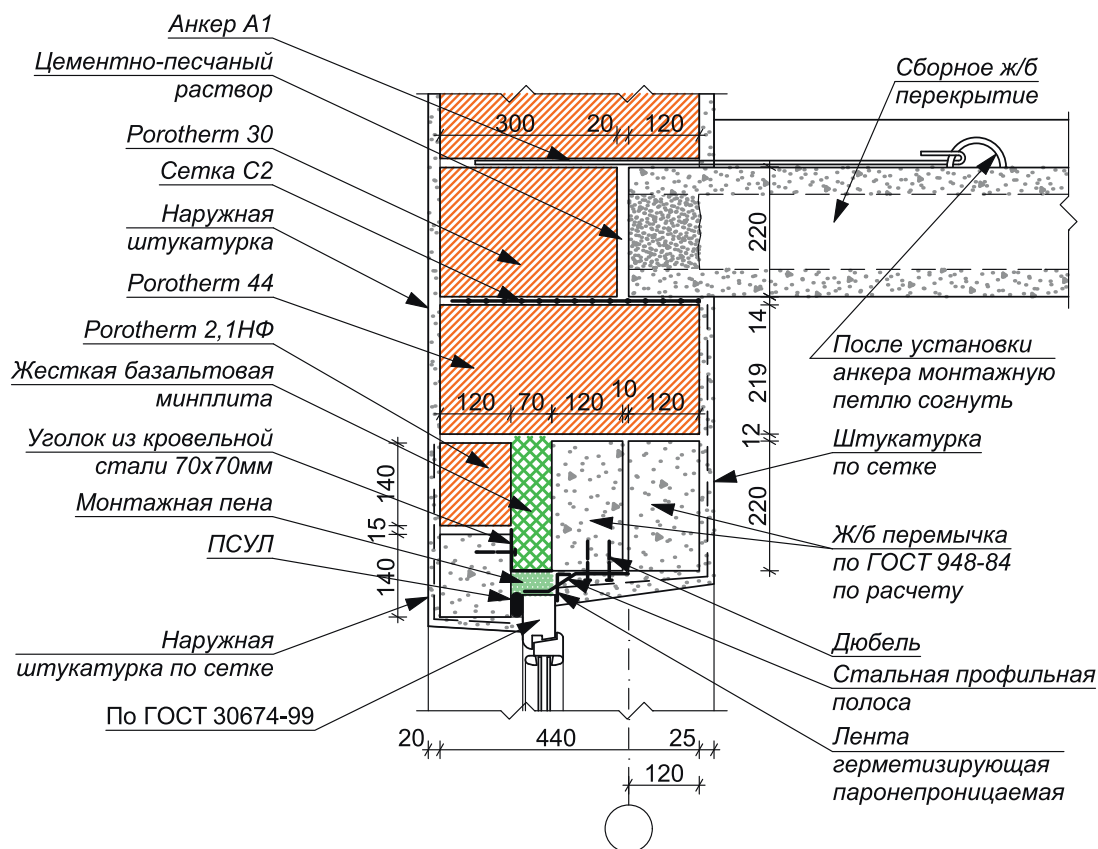 Анкер А1
Цементно-песчаный
раствор
Porotherm 30
Сетка С2
Наружная
штукатурка
Porotherm 44
Porotherm 2,1НФ
Жесткая базальтовая
минплита
Уголок из кровельной
стали 70х70мм
Монтажная пена
ПСУЛ
Наружная
штукатурка по сетке
По ГОСТ 30674-99
Сборное ж/б
перекрытие
После установки
анкера монтажную
петлю согнуть
Штукатурка
по сетке
Ж/б перемычка
по ГОСТ 948-84
по расчету
Дюбель
Стальная профильная
полоса
Лента
герметизирующая
паронепроницаемая
300 20 120
220
14
219
12
220
120 70 120 10 120
140
15
140
20 440 25
120